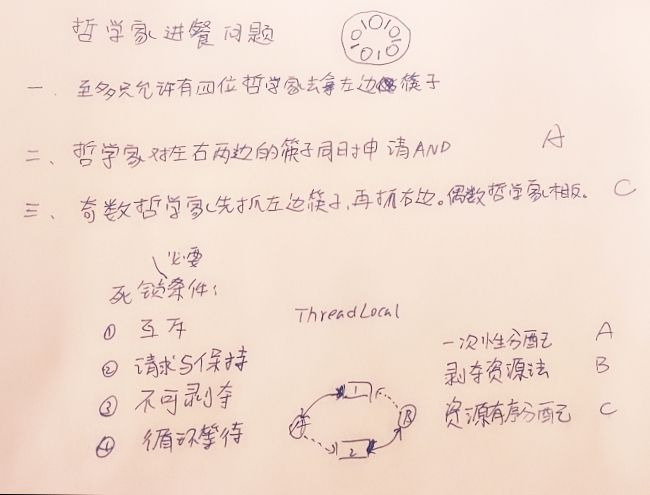 哲学家进餐问题
一、至多只允许有四位哲学家去拿左边筷子
二、哲学家对左右两边的筷子同时申请AND A
三、奇数哲学家先抓左边筷子,再抓右边。偶数哲学家相反。 C
必要
死锁条件:
① 互斥
② 请求与保持
③ 不可剥夺
④ 循环等待
ThreadLocal
A
1
B
2
一次性分配 A
剥夺资源法 B
资源有序分配 C